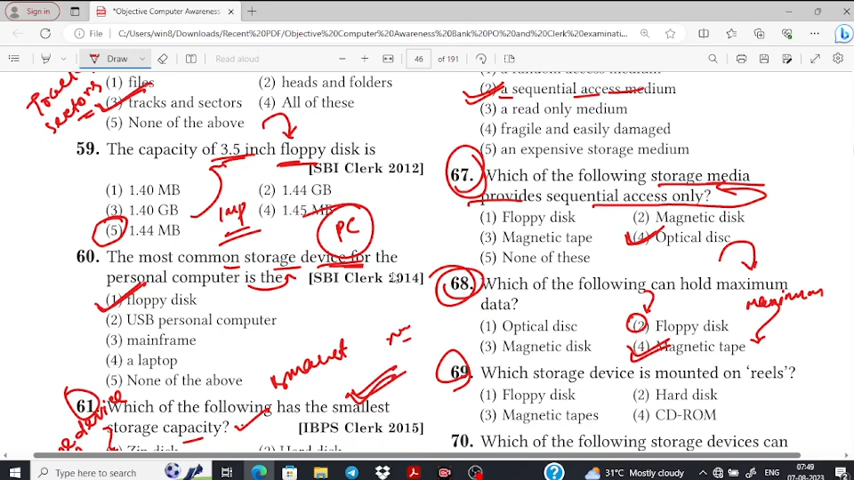 Sign in
*Objective Computer Awareness
File
C:/Users/win8/Downloads/Recent%20PDF/Objective%20Computer%20Awareness%20Bank%20PO%20and%20Clerk%20examinati...
Draw
Read aloud
46
of 191
(1) files
(2) heads and folders
(3) tracks and sectors
(4) All of these
(5) None of the above
sectors
59. The capacity of 3.5 inch floppy disk is
[SBI Clerk 2012]
(1) 1.40 MB
(2) 1.44 GB
(3) 1.40 GB
(4) 1.45 MB
(5) 1.44 MB
Imp
PC
60. The most common storage device for the
personal computer is the
[SBI Clerk 2014]
(1) floppy disk
(2) USB personal computer
(3) mainframe
(4) a laptop
(5) None of the above
61. Which of the following has the smallest
storage capacity?
[IBPS Clerk 2015]
device
(2) a sequential access medium
(3) a read only medium
(4) fragile and easily damaged
(5) an expensive storage medium
67. Which of the following storage media
provides sequential access only?
(1) Floppy disk
(2) Magnetic disk
(3) Magnetic tape
(4) Optical disc
(5) None of these
68. Which of the following can hold maximum
data?
maximum
(1) Optical disc
(2) Floppy disk
(3) Magnetic disk
(4) Magnetic tape
69. Which storage device is mounted on 'reels'?
(1) Floppy disk
(2) Hard disk
(3) Magnetic tapes
(4) CD-ROM
70. Which of the following storage devices can
Type here to search
31°C Mostly cloudy
ENG
07:49
07-08-2023